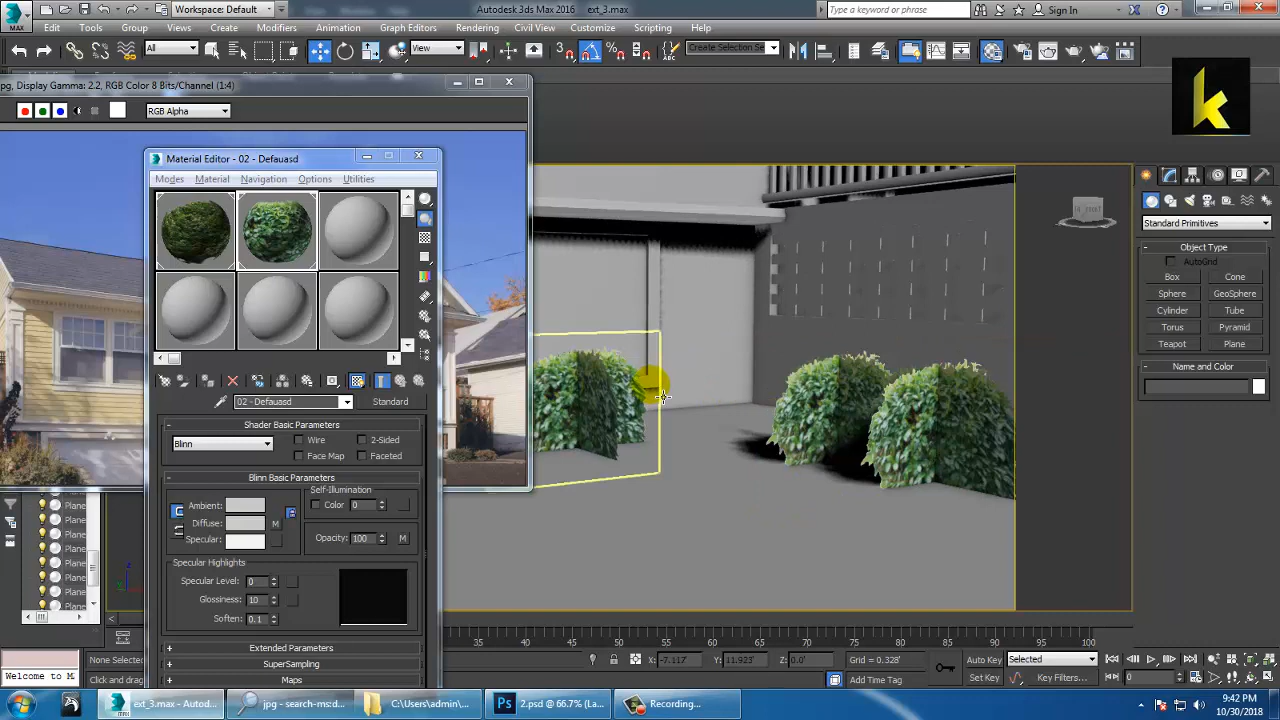 MAX
Workspace: Default
Autodesk 3ds Max 2016
ext_3.max
Type a keyword or phrase
Sign In
Edit Tools Group Views Create Modifiers Animation Graph Editors Rendering Civil View Customize Scripting Help
All
View
Create Selection Se
pg, Display Gamma: 2.2, RGB Color 8 Bits/Channel (1:4)
RGB Alpha
k
Material Editor - 02 - Defauasd
Modes Material Navigation Options Utilities
02 - Defauasd
Standard
Shader Basic Parameters
Blinn
Wire
2-Sided
Face Map
Faceted
Blinn Basic Parameters
Self-Illumination
Ambient:
Color 0
Diffuse: M
Specular:
Opacity: 100 M
Specular Highlights
Specular Level: 0
Glossiness: 10
Soften: 0.1
Extended Parameters
SuperSampling
Maps
Plane
Plane
Plane
Plane
Plane
Plane
Plane
Plane
Standard Primitives
Object Type
AutoGrid
Box Cone
Sphere GeoSphere
Cylinder Tube
Torus Pyramid
Teapot Plane
Name and Color
35 40 45 50 55 60 65 70 75 80 85 90 95 100
None Selected
Click and drag
Welcome to M
X: -7.117'
Y: 11.923'
Z: 0.0'
Grid = 0.328'
Add Time Tag
Auto Key
Selected
Set Key
Key Filters...
0
ext_3.max - Autod...
jpg - search-ms:d...
C:\Users\admin\...
Ps
2.psd @ 66.7% (La...
Recording...
9:42 PM
10/30/2018